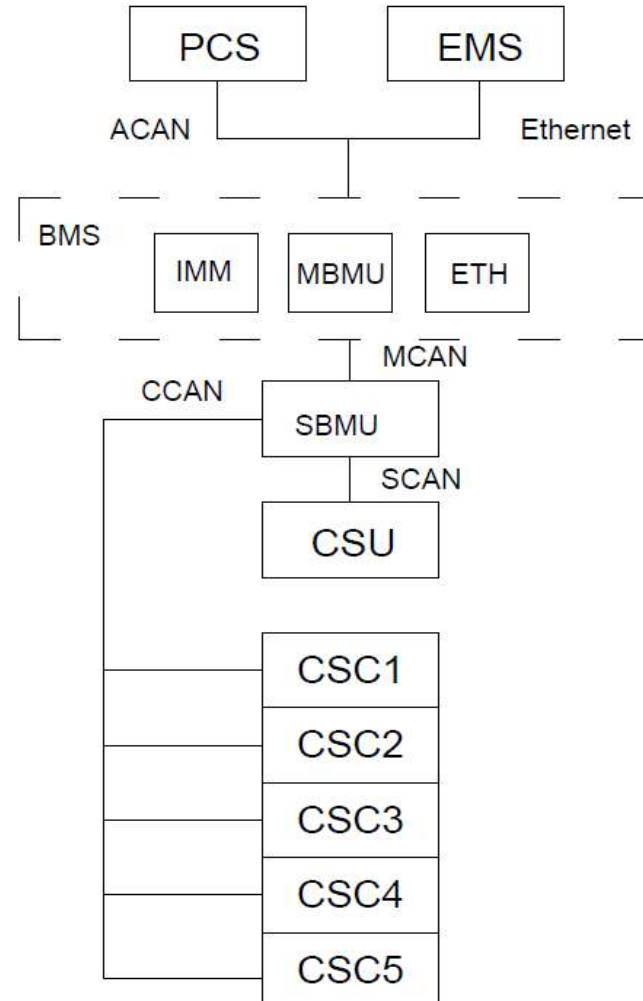 PCS
EMS
ACAN
Ethernet
BMS
IMM
MBMU
ETH
MCAN
CCAN
SBMU
SCAN
CSU
CSC1
CSC2
CSC3
CSC4
CSC5